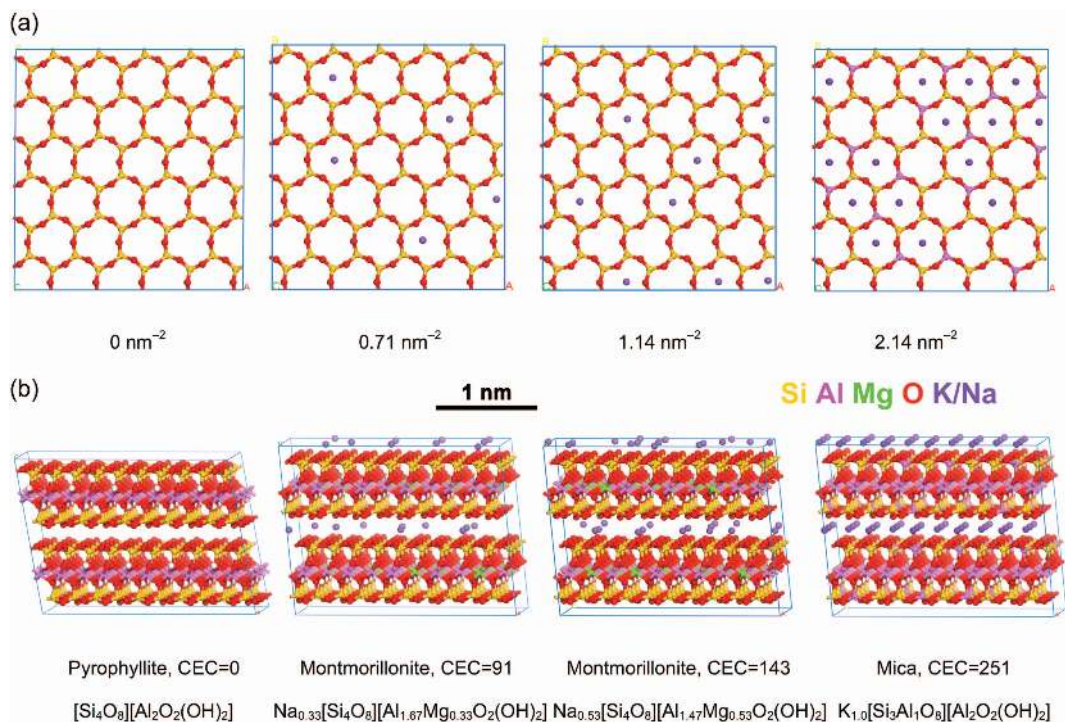 (a)
0 nm⁻²
0.71 nm⁻²
1.14 nm⁻²
2.14 nm⁻²
(b)
1 nm
Si Al Mg O K/Na
Pyrophyllite, CEC=0
Montmorillonite, CEC=91
Montmorillonite, CEC=143
Mica, CEC=251
[Si₄O₈][Al₂O₂(OH)₂]
Na₀.₃₃[Si₄O₈][Al₁.₆₇Mg₀.₃₃O₂(OH)₂]
Na₀.₅₃[Si₄O₈][Al₁.₄₇Mg₀.₅₃O₂(OH)₂]
K₁.₀[Si₃Al₁O₈][Al₂O₂(OH)₂]